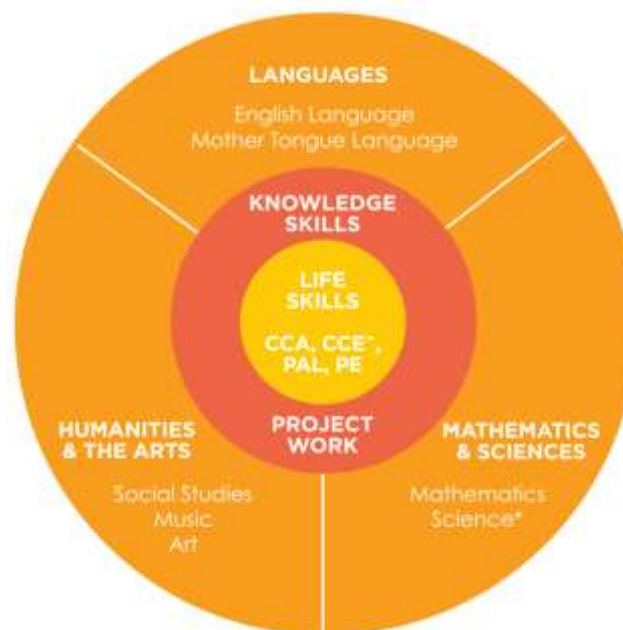 LANGUAGES
English Language
Mother Tongue Language
KNOWLEDGE
SKILLS
LIFE
SKILLS
CCA, CCE~,
PAL, PE
PROJECT
WORK
HUMANITIES
& THE ARTS
Social Studies
Music
Art
MATHEMATICS
& SCIENCES
Mathematics
Science*